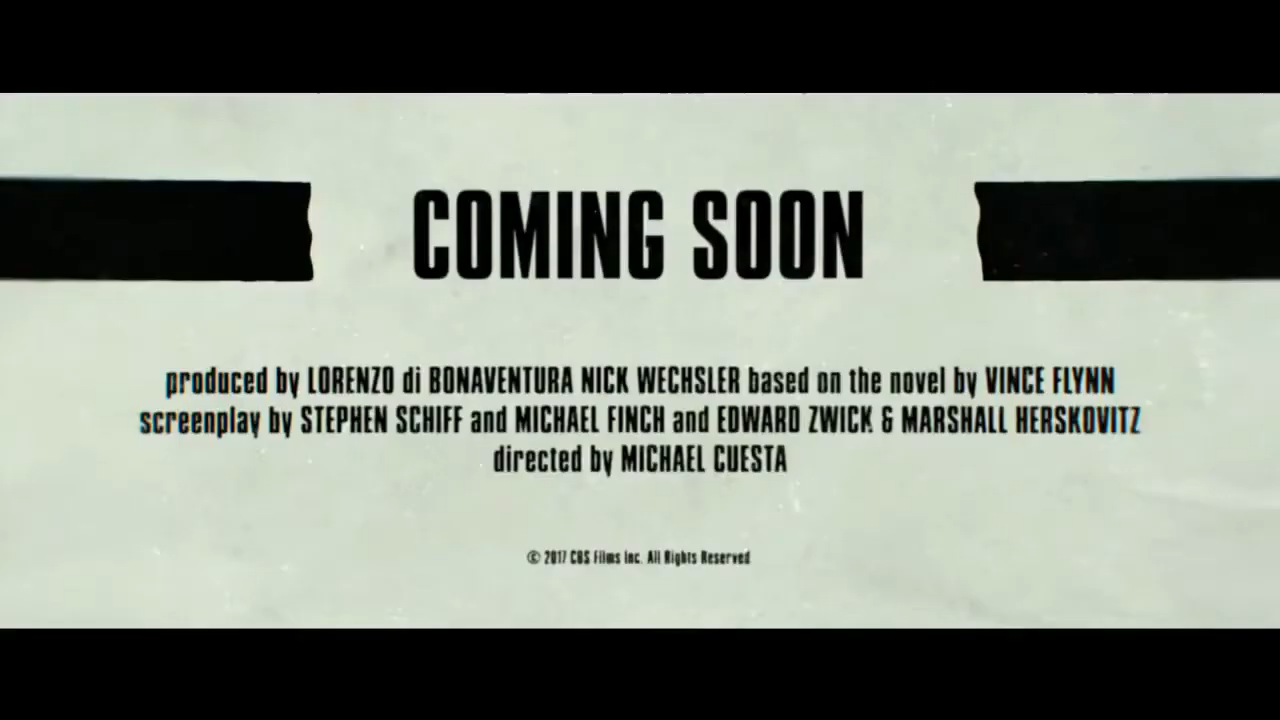 COMING SOON
produced by LORENZO di BONAVENTURA NICK WECHSLER based on the novel by VINCE FLYNN
screenplay by STEPHEN SCHIFF and MICHAEL FINCH and EDWARD ZWICK & MARSHALL HERSKOVITZ
directed by MICHAEL CUESTA
© 2017 CBS Films Inc. All Rights Reserved